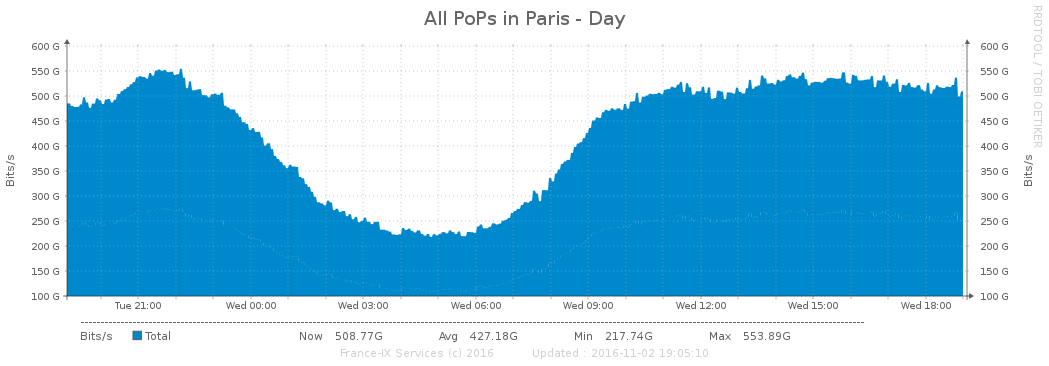 All PoPs in Paris - Day
RRDTOOL / TOBI OETIKER
Bits/s
600 G 600 G
550 G 550 G
500 G 500 G
450 G 450 G
400 G 400 G
350 G 350 G
300 G 300 G
250 G 250 G
200 G 200 G
150 G 150 G
100 G 100 G
Bits/s
Tue 21:00 Wed 00:00 Wed 03:00 Wed 06:00 Wed 09:00 Wed 12:00 Wed 15:00 Wed 18:00
Bits/s Total Now 508.77G Avg 427.18G Min 217.74G Max 553.89G
France-IX Services (c) 2016 Updated : 2016-11-02 19:05:10